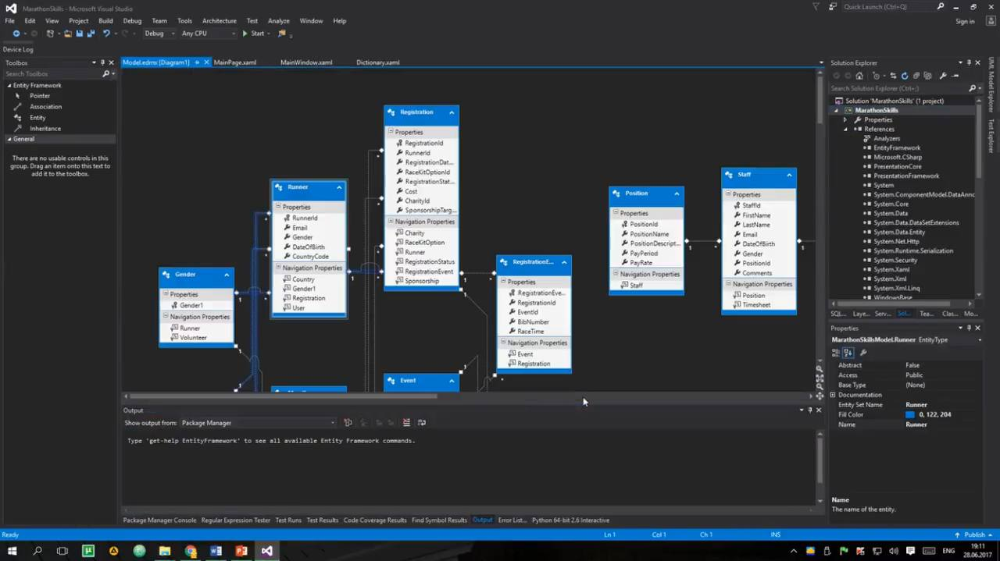 MarathonSkills - Microsoft Visual Studio
Quick Launch (Ctrl+Q)
File Edit View Project Build Debug Team Tools Architecture Test Analyze Window Help
Sign in
Debug Any CPU Start
Device Log
Toolbox
Search Toolbox
Entity Framework
Pointer
Association
Entity
Inheritance
General
There are no usable controls in this
group. Drag an item onto this text to
add it to the toolbox.
Model.edmx [Diagram1] MainPage.xaml MainWindow.xaml Dictionary.xaml
Gender
Properties
Gender1
Navigation Properties
Runner
Volunteer
Runner
Properties
RunnerId
Email
Gender
DateOfBirth
CountryCode
Navigation Properties
Country
Gender1
Registration
User
Registration
Properties
RegistrationId
RunnerId
RegistrationDat...
RaceKitOptionId
RegistrationStat...
Cost
CharityId
SponsorshipTarg...
Navigation Properties
Charity
RaceKitOption
Runner
RegistrationStatus
RegistrationEvent
Sponsorship
Event
RegistrationE...
Properties
RegistrationEve...
RegistrationId
EventId
BibNumber
RaceTime
Navigation Properties
Event
Registration
Position
Properties
PositionId
PositionName
PositionDescript...
PayPeriod
PayRate
Navigation Properties
Staff
Staff
Properties
StaffId
FirstName
LastName
Email
DateOfBirth
Gender
PositionId
Comments
Navigation Properties
Position
Timesheet
Output
Show output from: Package Manager
Type 'get-help EntityFramework' to see all available Entity Framework commands.
Package Manager Console Regular Expression Tester Test Runs Test Results Code Coverage Results Find Symbol Results Output Error List... Python 64-bit 2.6 Interactive
Solution Explorer
Search Solution Explorer (Ctrl+;)
Solution 'MarathonSkills' (1 project)
MarathonSkills
Properties
References
Analyzers
EntityFramework
Microsoft.CSharp
PresentationCore
PresentationFramework
System
System.ComponentModel.DataAnno
System.Core
System.Data
System.Data.DataSetExtensions
System.Data.Entity
System.Net.Http
System.Runtime.Serialization
System.Security
System.Xaml
System.Xml
System.Xml.Linq
WindowsBase
SQL... Laye... Serv... Sol... Tea... Clas... Mo...
Properties
MarathonSkillsModel.Runner EntityType
Abstract False
Access Public
Base Type (None)
Documentation
Entity Set Name Runner
Fill Color 0, 122, 204
Name Runner
Name
The name of the entity.
UML Model Explorer
Test Explorer
Ready Ln 1 Col 1 Ch 1 INS Publish
ENG
19:11
28.06.2017